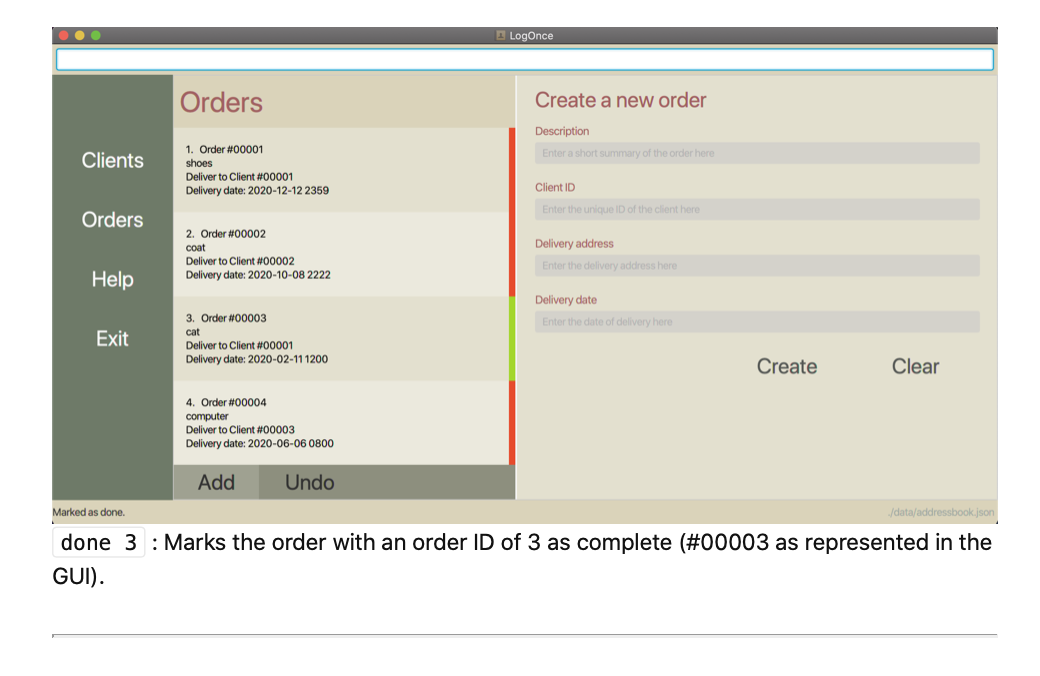 LogOnce
Clients
Orders
Help
Exit
Orders
1. Order #00001
shoes
Deliver to Client #00001
Delivery date: 2020-12-12 2359
2. Order #00002
coat
Deliver to Client #00002
Delivery date: 2020-10-08 2222
3. Order #00003
cat
Deliver to Client #00001
Delivery date: 2020-02-11 1200
4. Order #00004
computer
Deliver to Client #00003
Delivery date: 2020-06-06 0800
Add Undo
Create a new order
Description
Enter a short summary of the order here
Client ID
Enter the unique ID of the client here
Delivery address
Enter the delivery address here
Delivery date
Enter the date of delivery here
Create Clear
Marked as done.
./data/addressbook.json
done 3 : Marks the order with an order ID of 3 as complete (#00003 as represented in the
GUI).